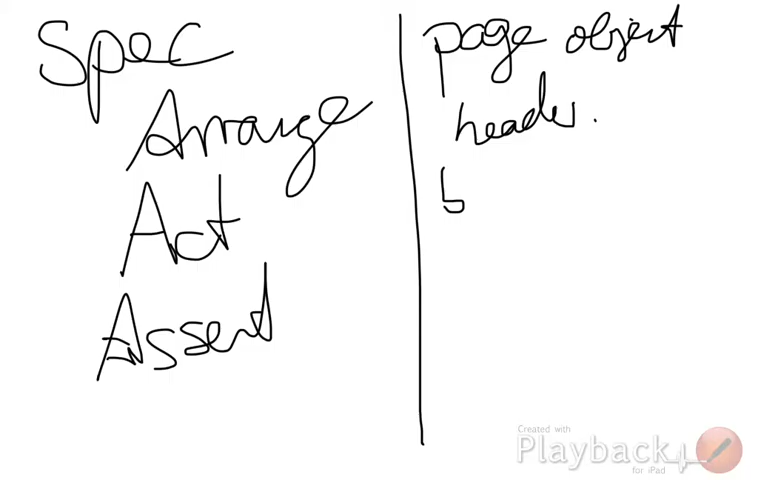 Spec
Arrange
Act
Assert
page object
header.
b
Created with
Playback
for iPad